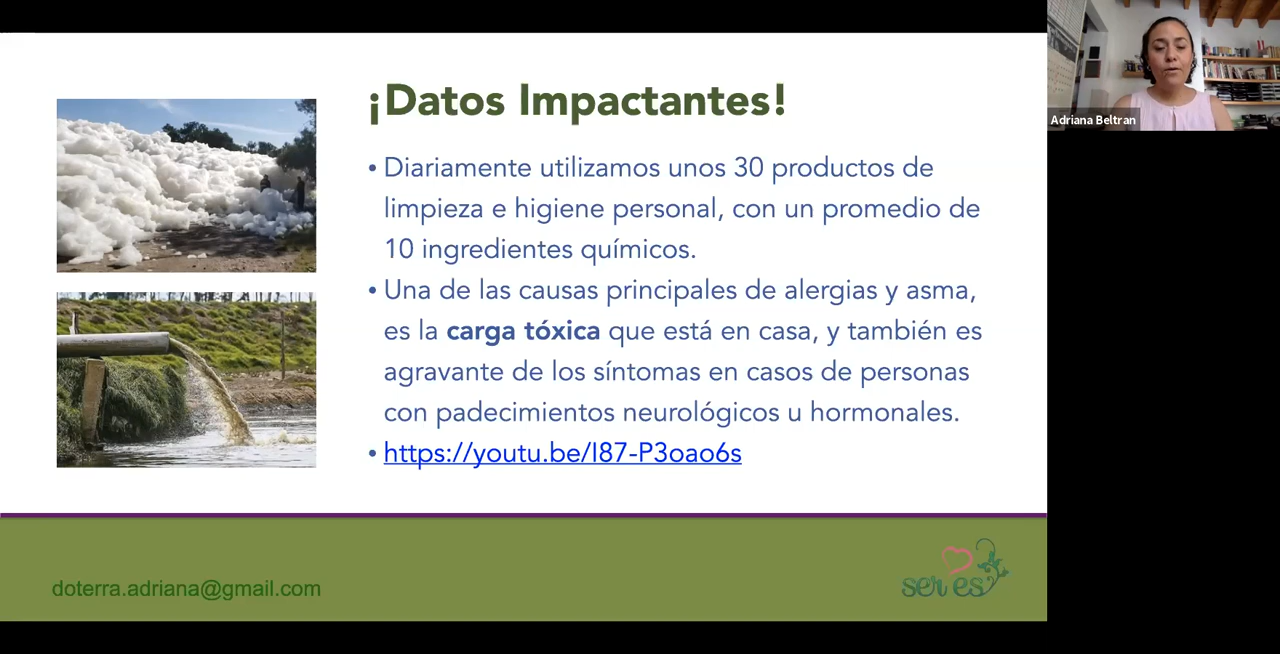 ¡Datos Impactantes!
• Diariamente utilizamos unos 30 productos de
limpieza e higiene personal, con un promedio de
10 ingredientes químicos.
• Una de las causas principales de alergias y asma,
es la carga tóxica que está en casa, y también es
agravante de los síntomas en casos de personas
con padecimientos neurológicos u hormonales.
• https://youtu.be/I87-P3oao6s
doterra.adriana@gmail.com
ser es
Adriana Beltran